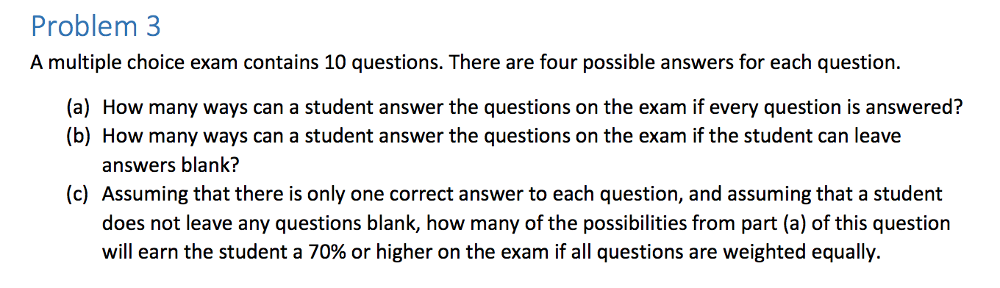 Problem 3
A multiple choice exam contains 10 questions. There are four possible answers for each question.
(a) How many ways can a student answer the questions on the exam if every question is answered?
(b) How many ways can a student answer the questions on the exam if the student can leave
answers blank?
(c) Assuming that there is only one correct answer to each question, and assuming that a student
does not leave any questions blank, how many of the possibilities from part (a) of this question
will earn the student a 70% or higher on the exam if all questions are weighted equally.